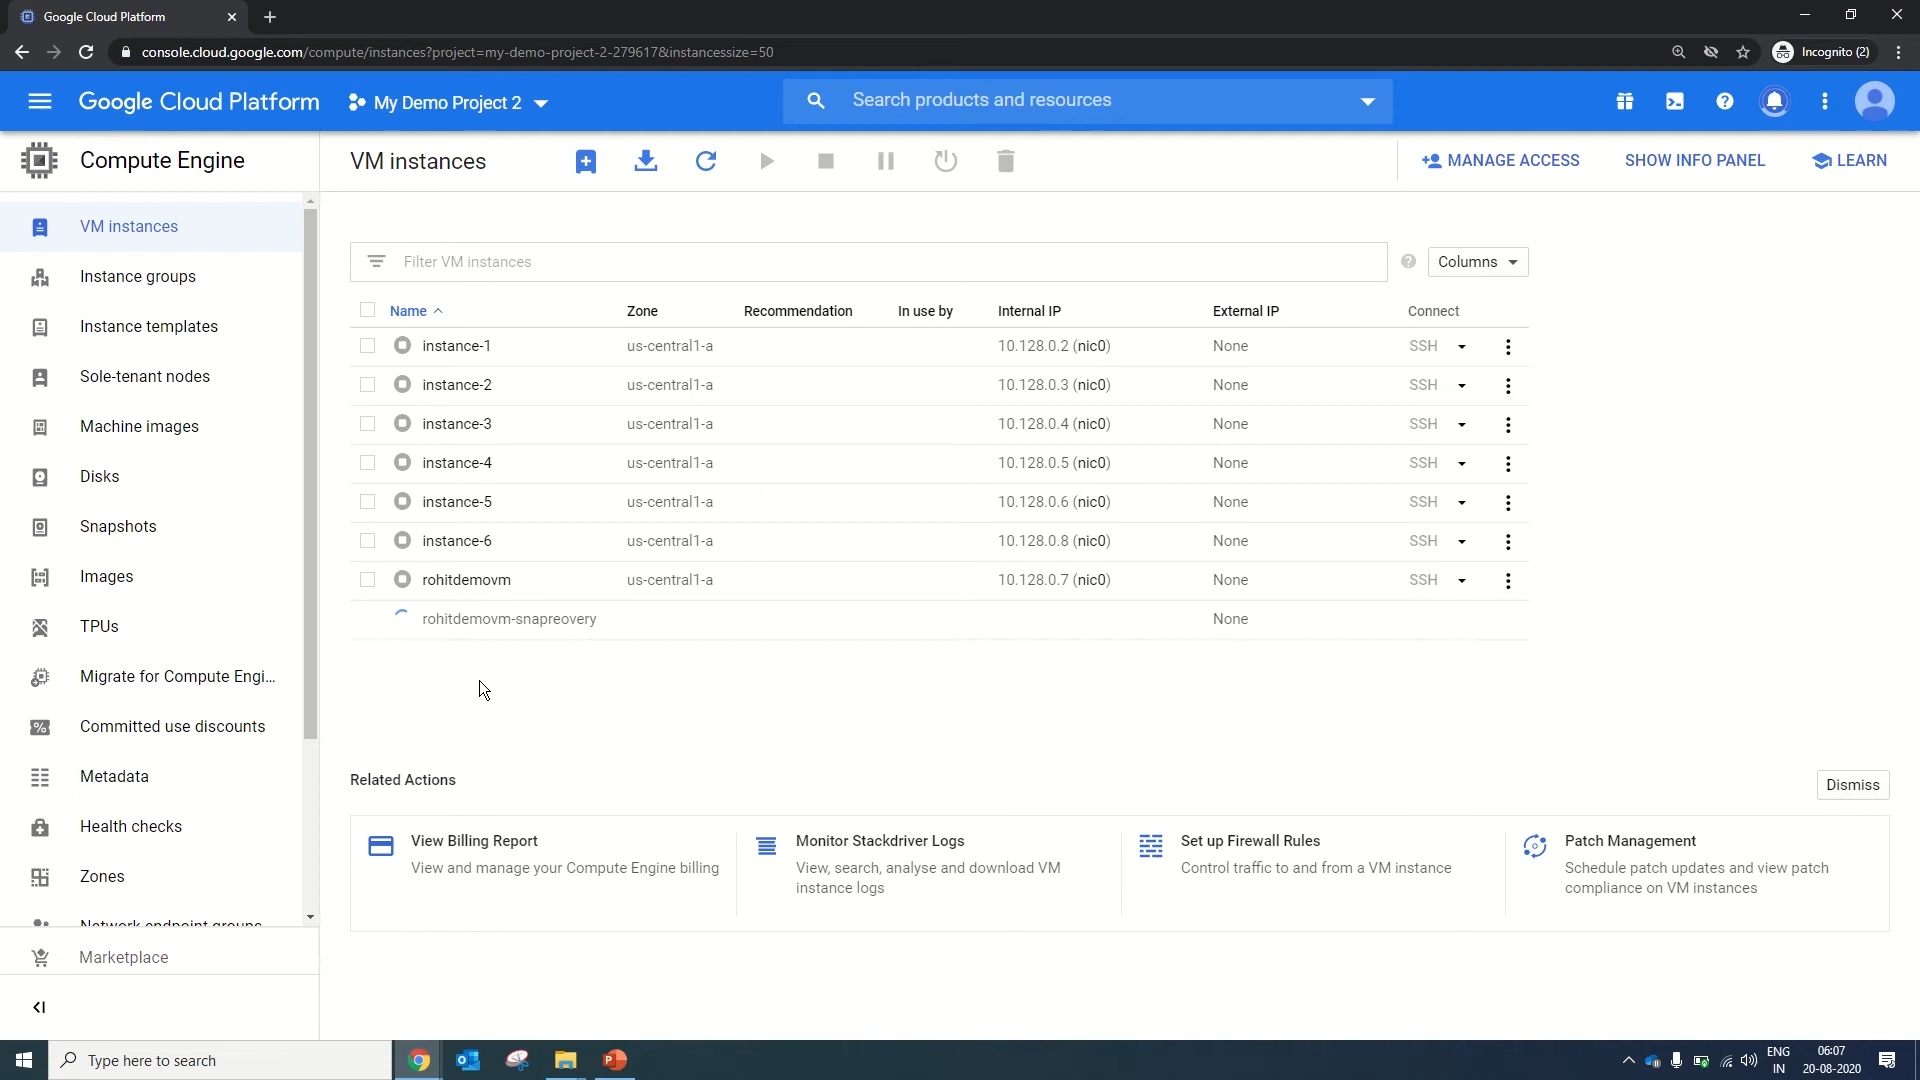 Google Cloud Platform
console.cloud.google.com/compute/instances?project=my-demo-project-2-279617&instancessize=50
Incognito (2)
Google Cloud Platform
My Demo Project 2
Search products and resources
Compute Engine
VM instances
MANAGE ACCESS
SHOW INFO PANEL
LEARN
VM instances
Instance groups
Instance templates
Sole-tenant nodes
Machine images
Disks
Snapshots
Images
TPUs
Migrate for Compute Engi...
Committed use discounts
Metadata
Health checks
Zones
Network endpoint groups
Marketplace
Filter VM instances
Columns
Name Zone Recommendation In use by Internal IP External IP Connect
instance-1 us-central1-a 10.128.0.2 (nic0) None SSH
instance-2 us-central1-a 10.128.0.3 (nic0) None SSH
instance-3 us-central1-a 10.128.0.4 (nic0) None SSH
instance-4 us-central1-a 10.128.0.5 (nic0) None SSH
instance-5 us-central1-a 10.128.0.6 (nic0) None SSH
instance-6 us-central1-a 10.128.0.8 (nic0) None SSH
rohitdemovm us-central1-a 10.128.0.7 (nic0) None SSH
rohitdemovm-snapreovery None
Related Actions
Dismiss
View Billing Report
View and manage your Compute Engine billing
Monitor Stackdriver Logs
View, search, analyse and download VM
instance logs
Set up Firewall Rules
Control traffic to and from a VM instance
Patch Management
Schedule patch updates and view patch
compliance on VM instances
Type here to search
ENG
IN
06:07
20-08-2020